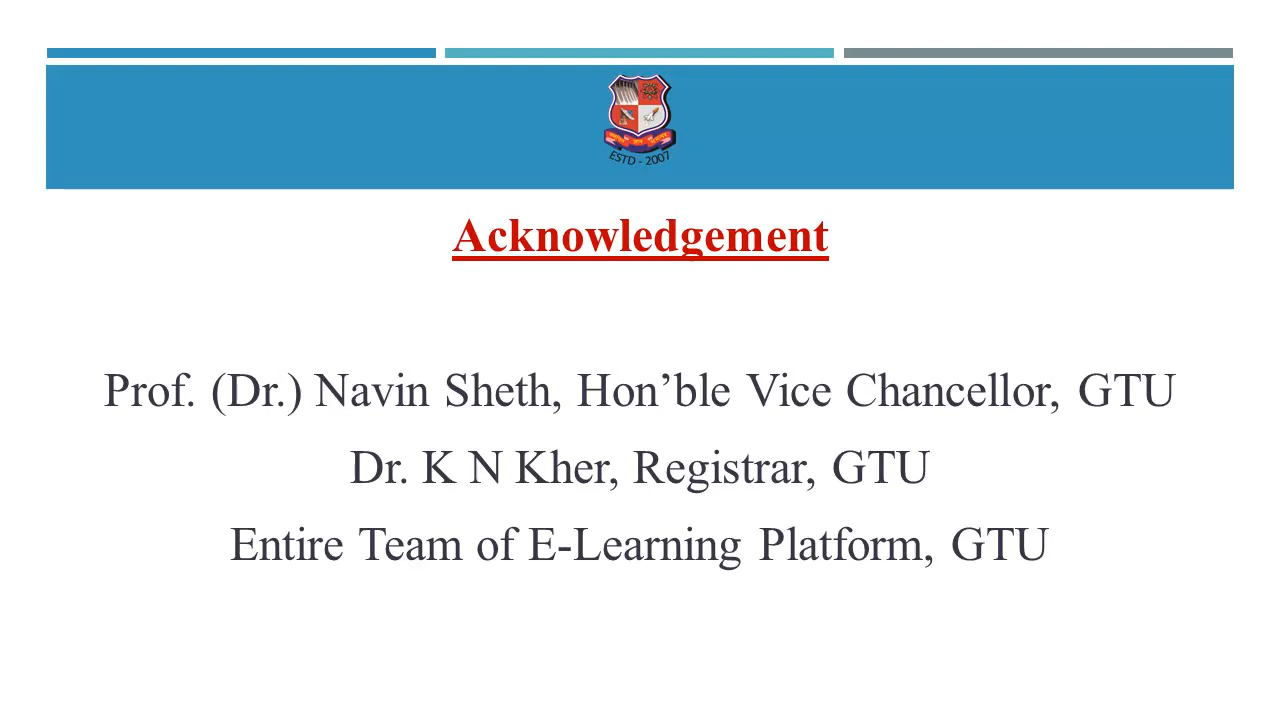 ESTD - 2007
Acknowledgement
Prof. (Dr.) Navin Sheth, Hon’ble Vice Chancellor, GTU
Dr. K N Kher, Registrar, GTU
Entire Team of E-Learning Platform, GTU